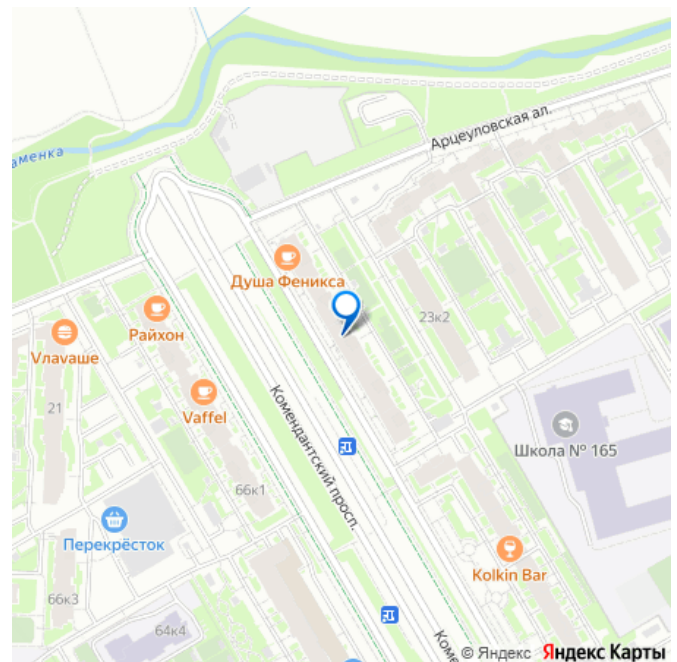 Арцеуловская ал.
аменка
Душа Феникса
Райхон
Vлаvаше
23к2
21
Vaffel
Комендантский просп.
Школа № 165
66к1
Перекрёсток
Kolkin Bar
66к3
64к4
Коме
© Яндекс Яндекс Карты